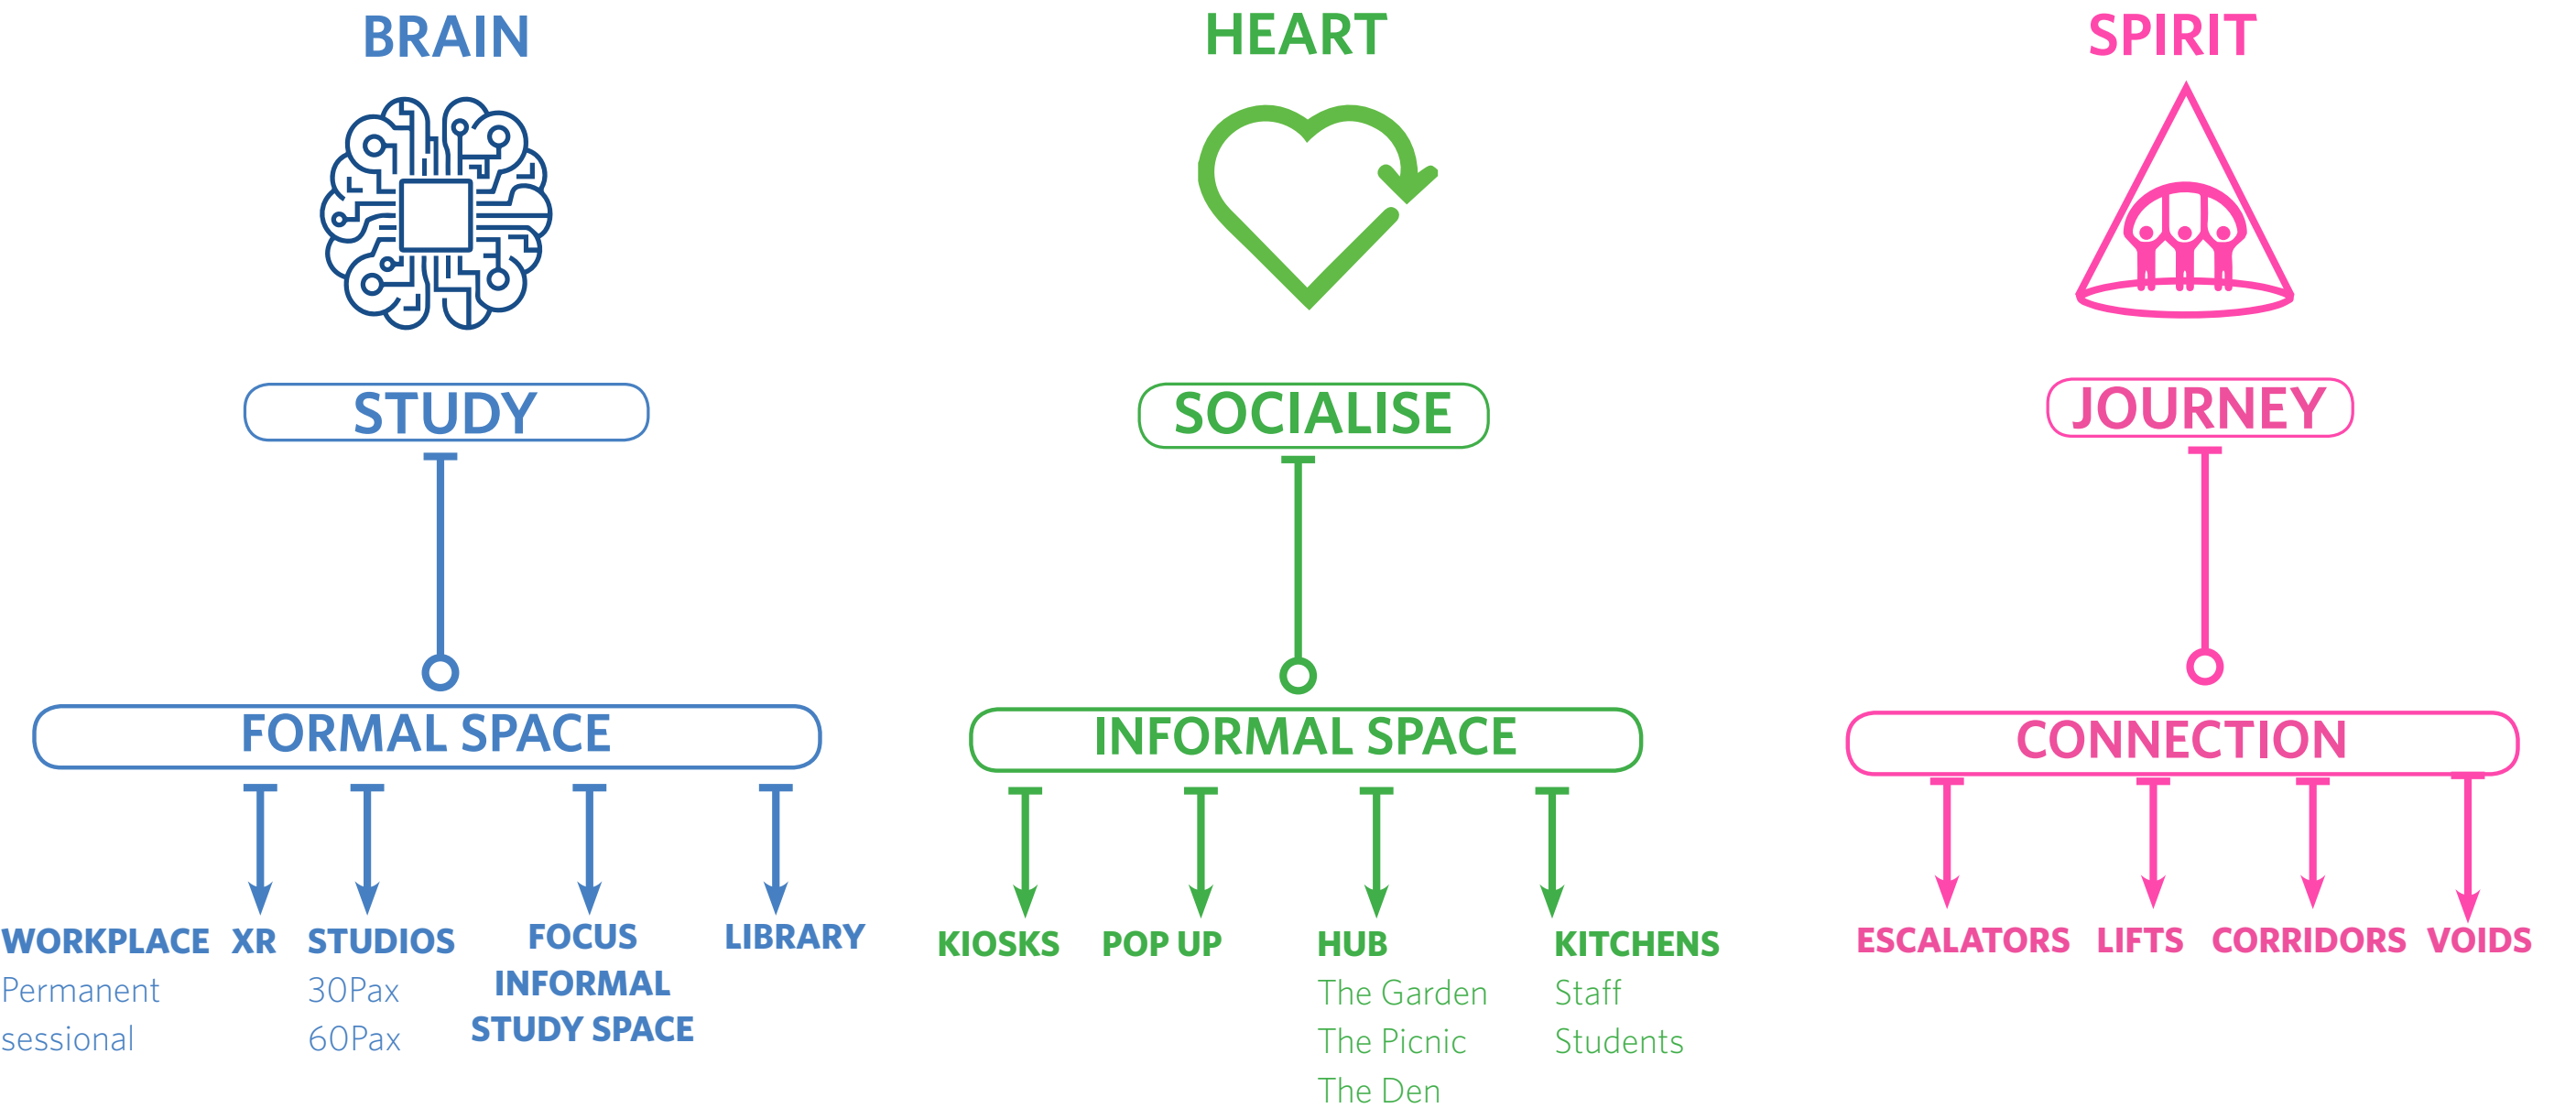 BRAIN
HEART
SPIRIT
STUDY
SOCIALISE
JOURNEY
FORMAL SPACE
INFORMAL SPACE
CONNECTION
WORKPLACE
Permanent
sessional
XR
STUDIOS
30Pax
60Pax
FOCUS
INFORMAL
STUDY SPACE
LIBRARY
KIOSKS
POP UP
HUB
The Garden
The Picnic
The Den
KITCHENS
Staff
Students
ESCALATORS
LIFTS
CORRIDORS
VOIDS